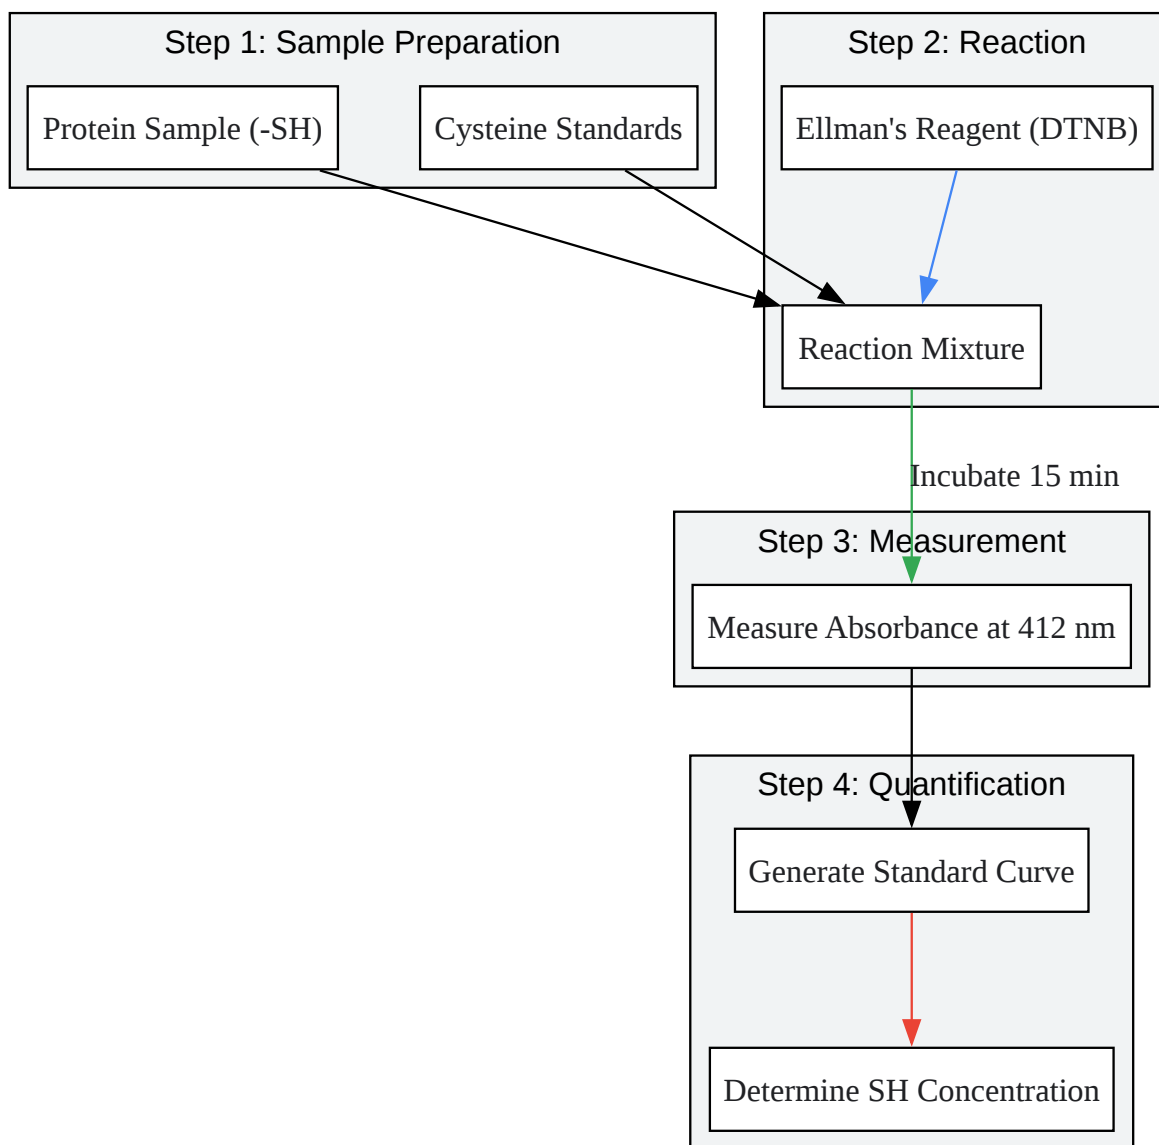 Step 1: Sample Preparation
Protein Sample (-SH)
Cysteine Standards
Step 2: Reaction
Ellman's Reagent (DTNB)
Reaction Mixture
Incubate 15 min
Step 3: Measurement
Measure Absorbance at 412 nm
Step 4: Quantification
Generate Standard Curve
Determine SH Concentration